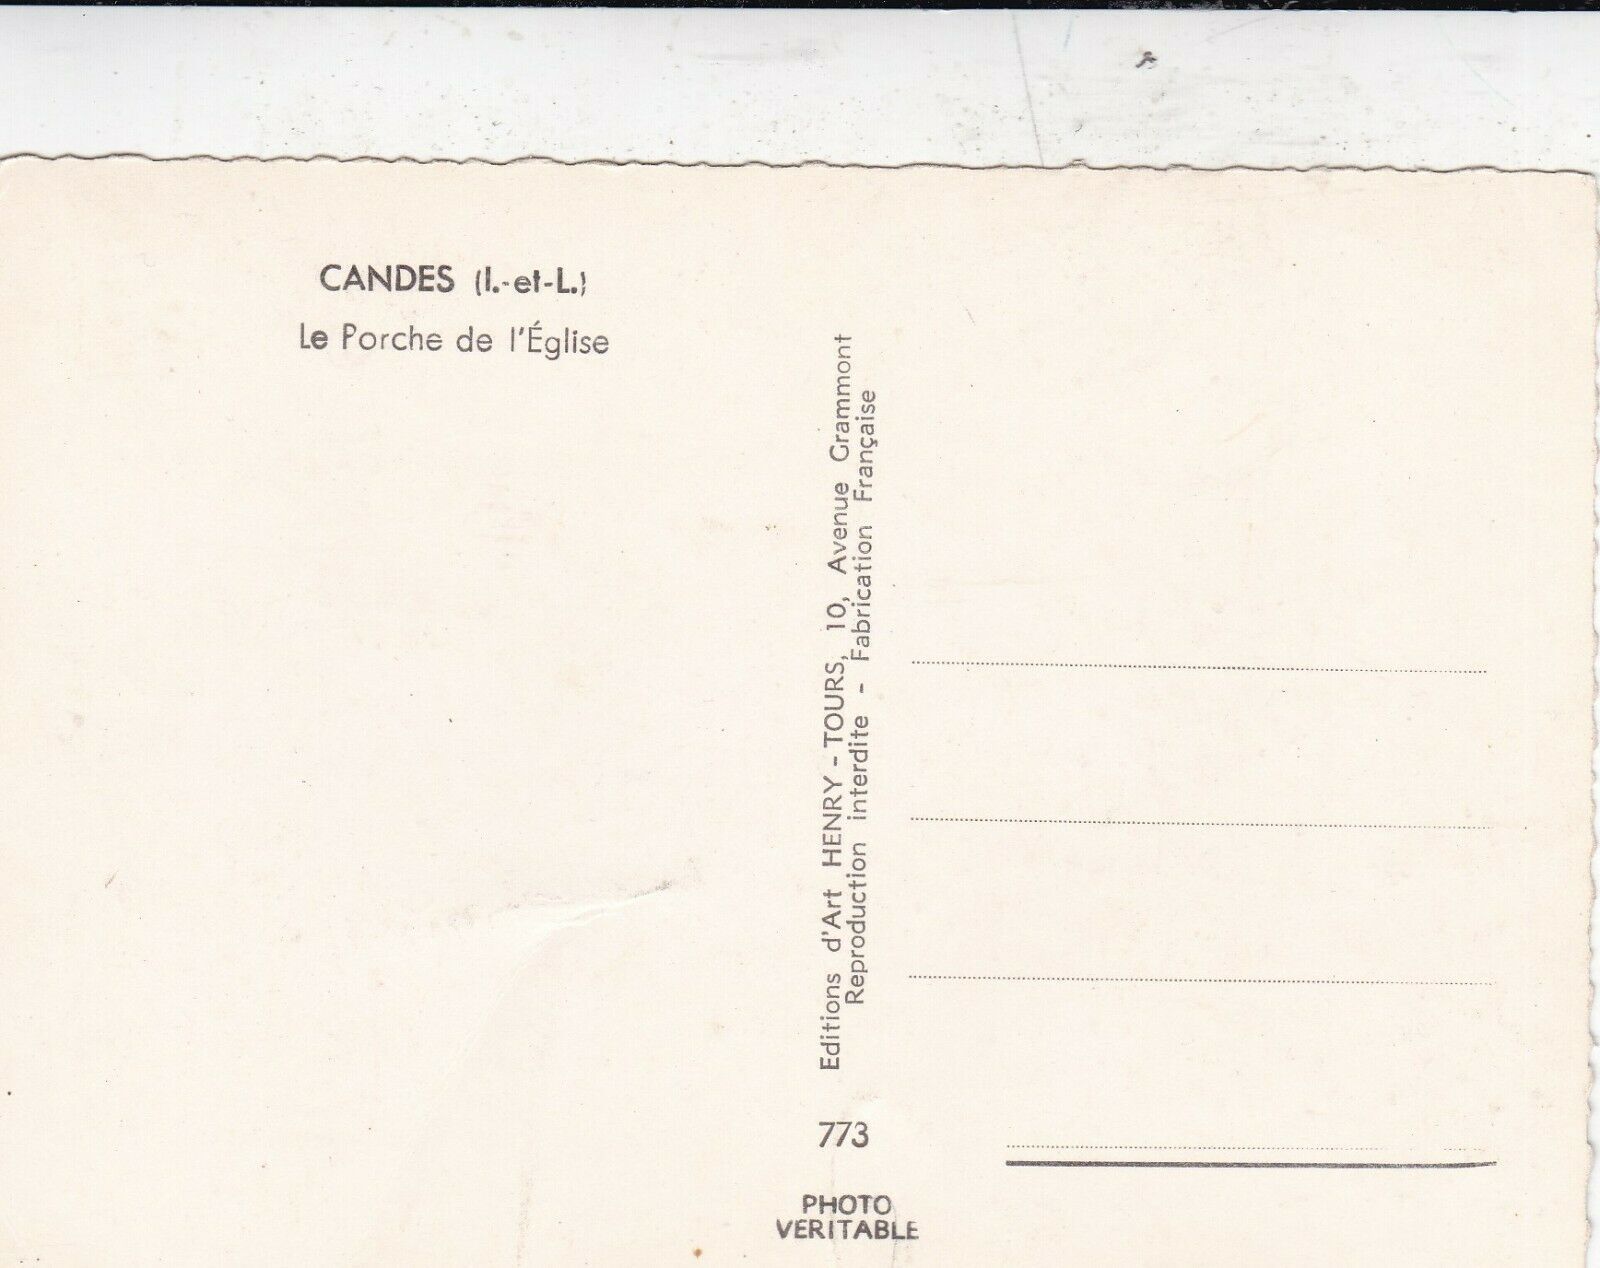 CANDES (I.-et-L.)
Le Porche de l'Église
Editions d'Art HENRY - TOURS, 10, Avenue Grammont
Reproduction interdite - Fabrication Française
773
PHOTO
VERITABLE